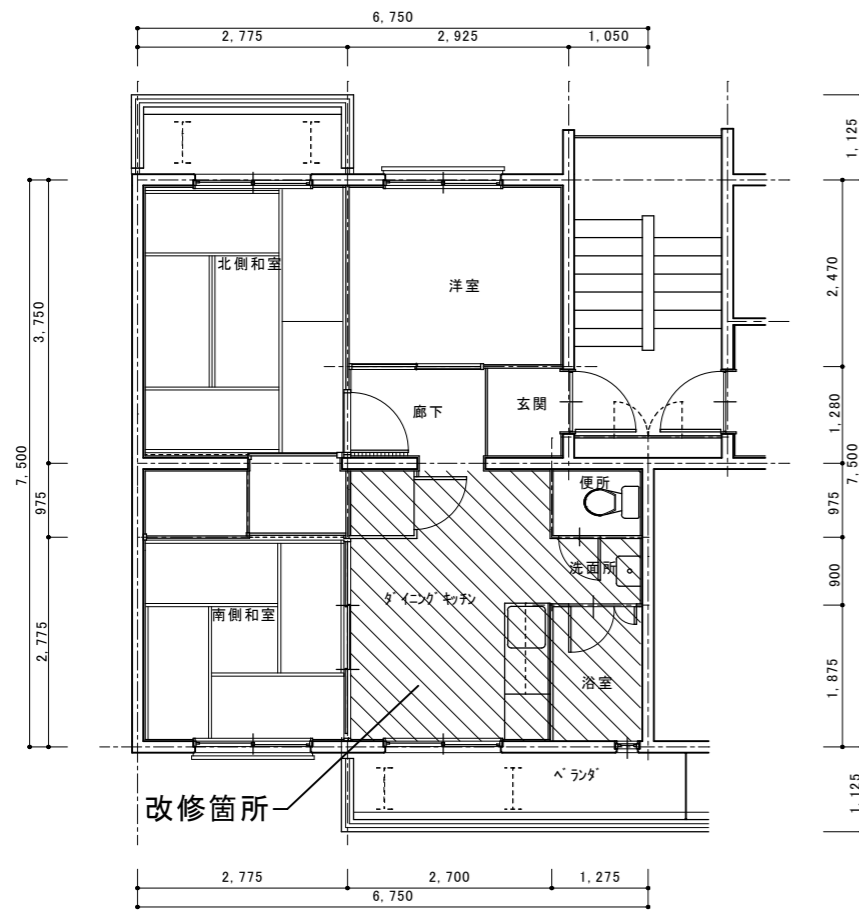 6,750
2,775
2,925
1,050
1,125
北側和室
洋室
2,470
3,750
廊下
玄関
1,280
7,500
7,500
975
便所
975
洗面所
900
ダイニングキッチン
南側和室
2,775
浴室
1,875
ベランダ
改修箇所
1,125
2,775
2,700
1,275
6,750